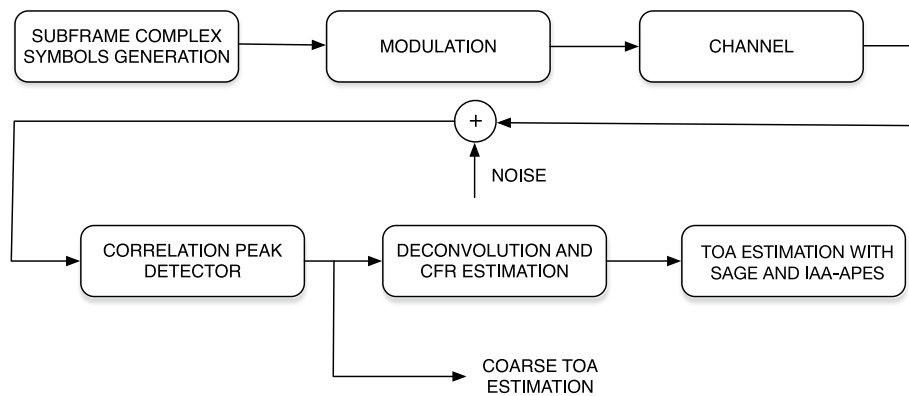 SUBFRAME COMPLEX
SYMBOLS GENERATION
MODULATION
CHANNEL
+
NOISE
CORRELATION PEAK
DETECTOR
DECONVOLUTION AND
CFR ESTIMATION
TOA ESTIMATION WITH
SAGE AND IAA-APES
COARSE TOA
ESTIMATION